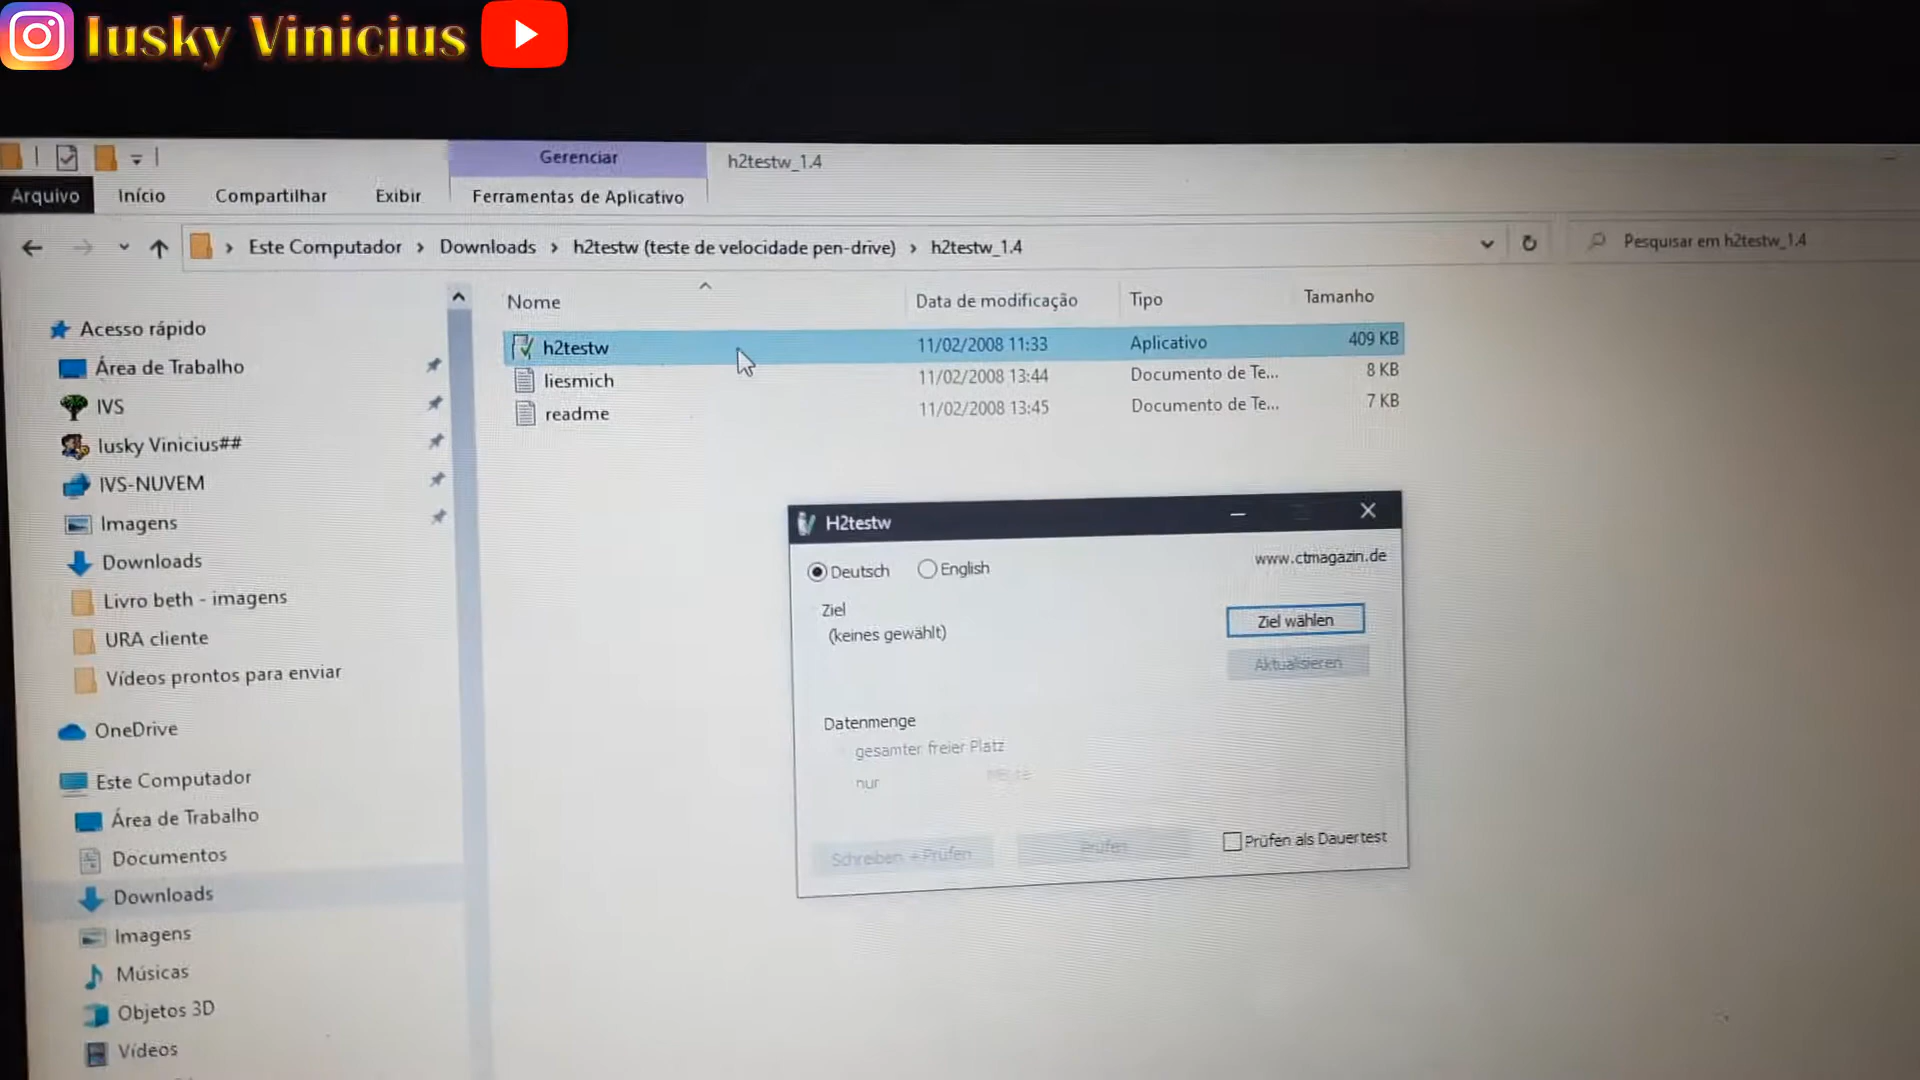 Iusky Vinicius
Gerenciar
h2testw_1.4
Arquivo
Início
Compartilhar
Exibir
Ferramentas de Aplicativo
Este Computador
Downloads
h2testw (teste de velocidade pen-drive)
h2testw_1.4
Pesquisar em h2testw_1.4
Nome
Data de modificação
Tipo
Tamanho
h2testw
11/02/2008 11:33
Aplicativo
409 KB
liesmich
11/02/2008 13:44
Documento de Te...
8 KB
readme
11/02/2008 13:45
Documento de Te...
7 KB
Acesso rápido
Área de Trabalho
IVS
Iusky Vinicius##
IVS-NUVEM
Imagens
Downloads
Livro beth - imagens
URA cliente
Vídeos prontos para enviar
OneDrive
Este Computador
Área de Trabalho
Documentos
Downloads
Imagens
Músicas
Objetos 3D
Vídeos
H2testw
Deutsch
English
www.ctmagazin.de
Ziel
(keines gewählt)
Ziel wählen
Aktualisieren
Datenmenge
gesamter freier Platz
nur
MByte
Schreiben + Prüfen
Prüfen
Prüfen als Dauertest